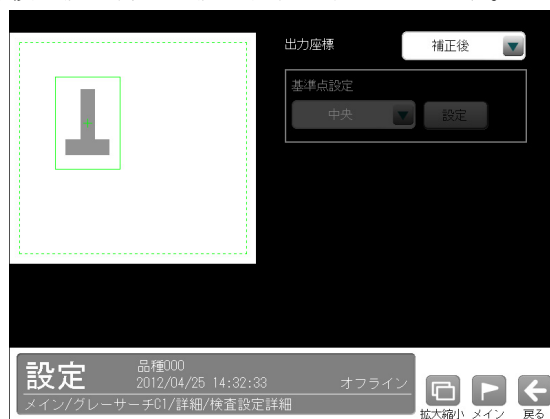 出力座標
補正後
基準点設定
中央
設定
設定
品種000
2012/04/25 14:32:33
オフライン
メイン/グレーサーチC1/詳細/検査設定詳細
拡大縮小
メイン
戻る